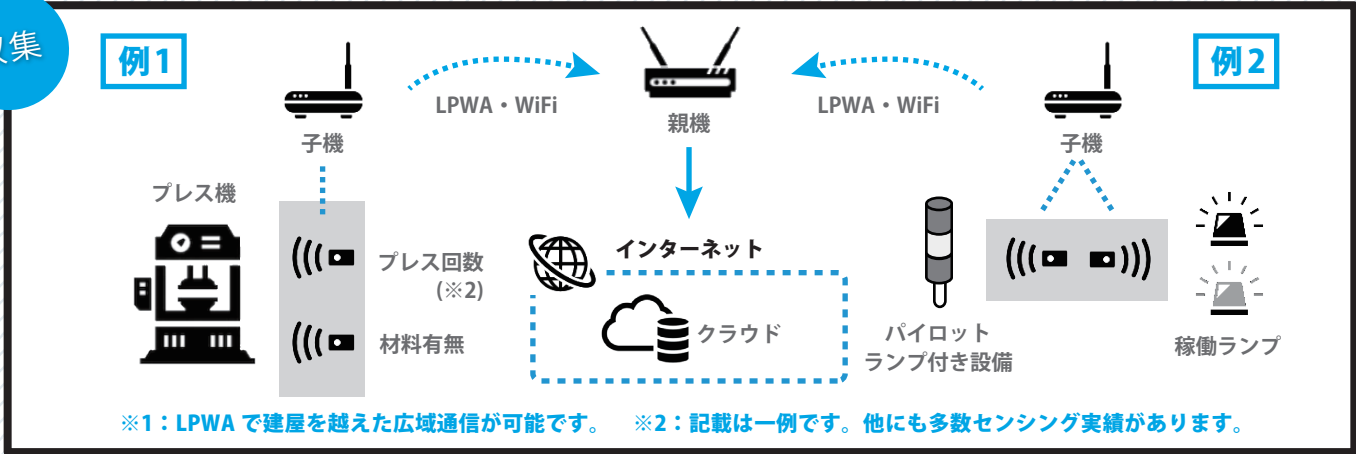 集
例1
例2
LPWA・WiFi
LPWA・WiFi
親機
子機
子機
プレス機
プレス回数
(※2)
材料有無
インターネット
クラウド
パイロット
ランプ付き設備
稼働ランプ
※1：LPWA で建屋を越えた広域通信が可能です。 ※2：記載は一例です。他にも多数センシング実績があります。